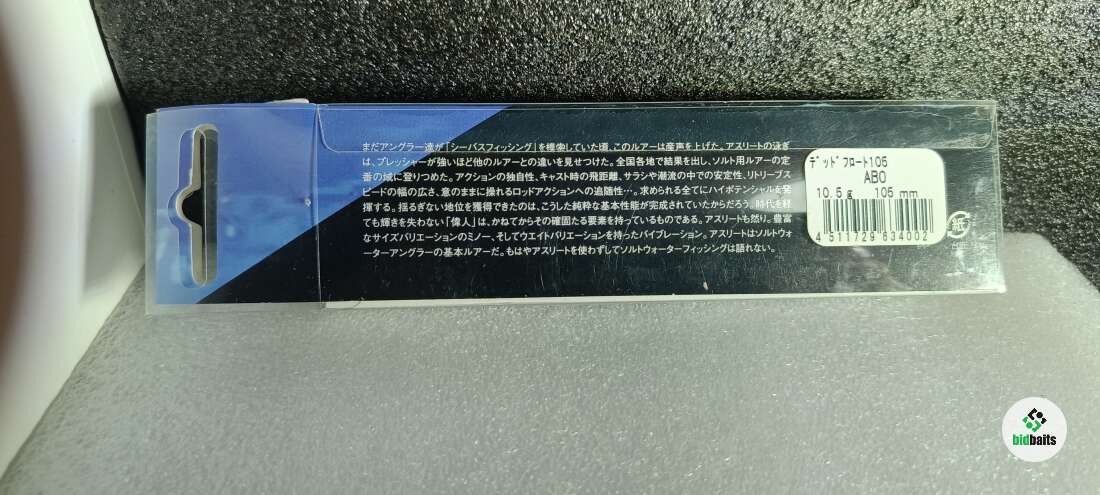 まだアングラー達が「シーバスフィッシング」を模索していた頃、このルアーは産声を上げた。アスリートの泳ぎ
は、プレッシャーが強いほど他のルアーとの違いを見せつけた。全国各地で結果を出し、ソルト用ルアーの定
番の域に登りつめた。アクションの独自性、キャスト時の飛距離、サラシや潮流の中での安定性、リトリーブス
ピードの幅の広さ、意のままに操れるロッドアクションへの追随性…。求められる全てにハイポテンシャルを発
揮する。揺るぎない地位を獲得できたのは、こうした純粋な基本性能が完成されていたからだろう。時代を経
ても輝きを失わない「偉人」は、かねてからその確固たる要素を持っているものである。アスリートも然り。豊富
なサイズバリエーションのミノー、そしてウエイトバリエーションを持ったバイブレーション。アスリートはソルトウォ
ーターアングラーの基本ルアーだ。もはやアスリートを使わずしてソルトウォーターフィッシングは語れない。
デッドフロート105
ABO
10.5g 105mm
4 511729 634002
紙
bidbaits